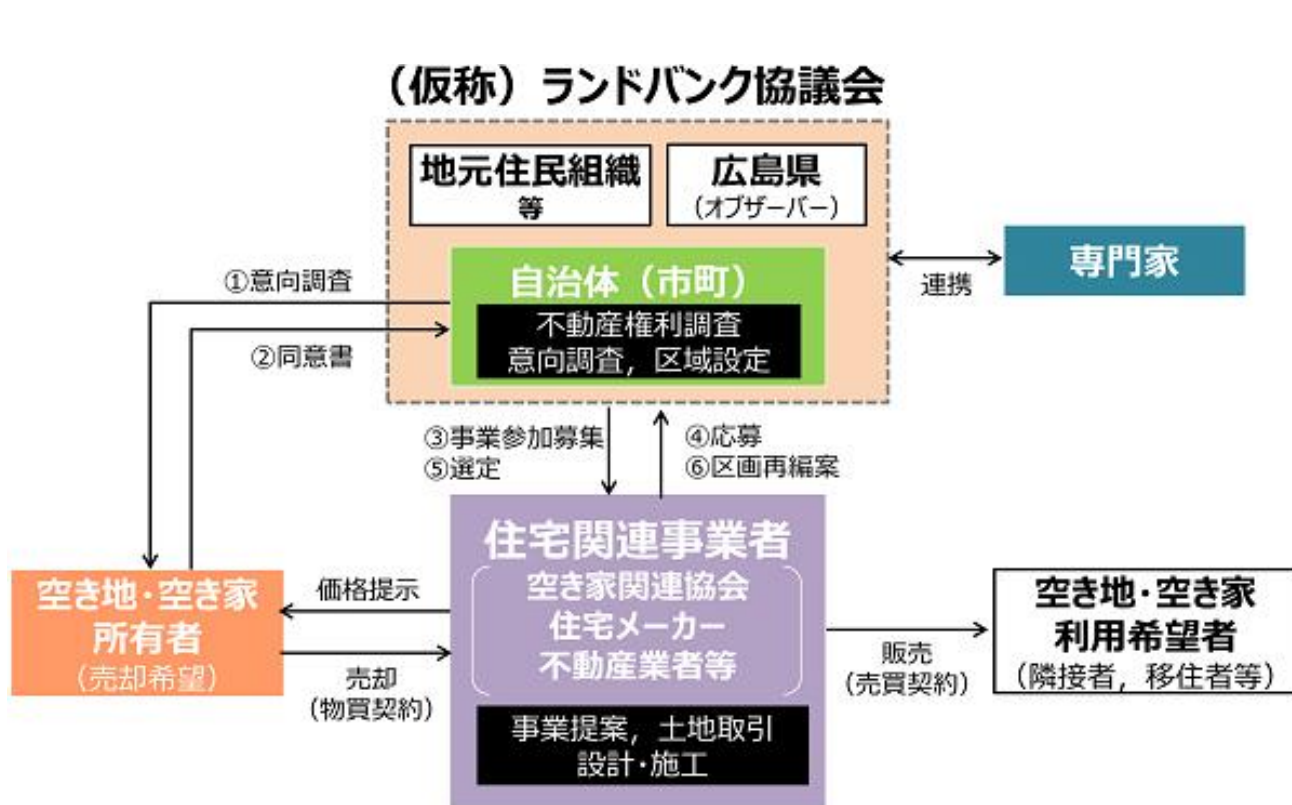 (仮称)ランドバンク協議会
地元住民組織
等
広島県
(オブザーバー)
専門家
連携
自治体(市町)
不動産権利調査
意向調査，区域設定
①意向調査
②同意書
③事業参加募集
⑤選定
④応募
⑥区画再編案
住宅関連事業者
空き家関連協会
住宅メーカー
不動産業者等
事業提案，土地取引
設計・施工
空き地・空き家
所有者
(売却希望)
価格提示
売却
(物買契約)
販売
(売買契約)
空き地・空き家
利用希望者
(隣接者，移住者等)